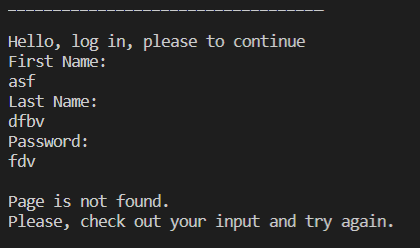 ___________________________________
Hello, log in, please to continue
First Name:
asf
Last Name:
dfbv
Password:
fdv
Page is not found.
Please, check out your input and try again.